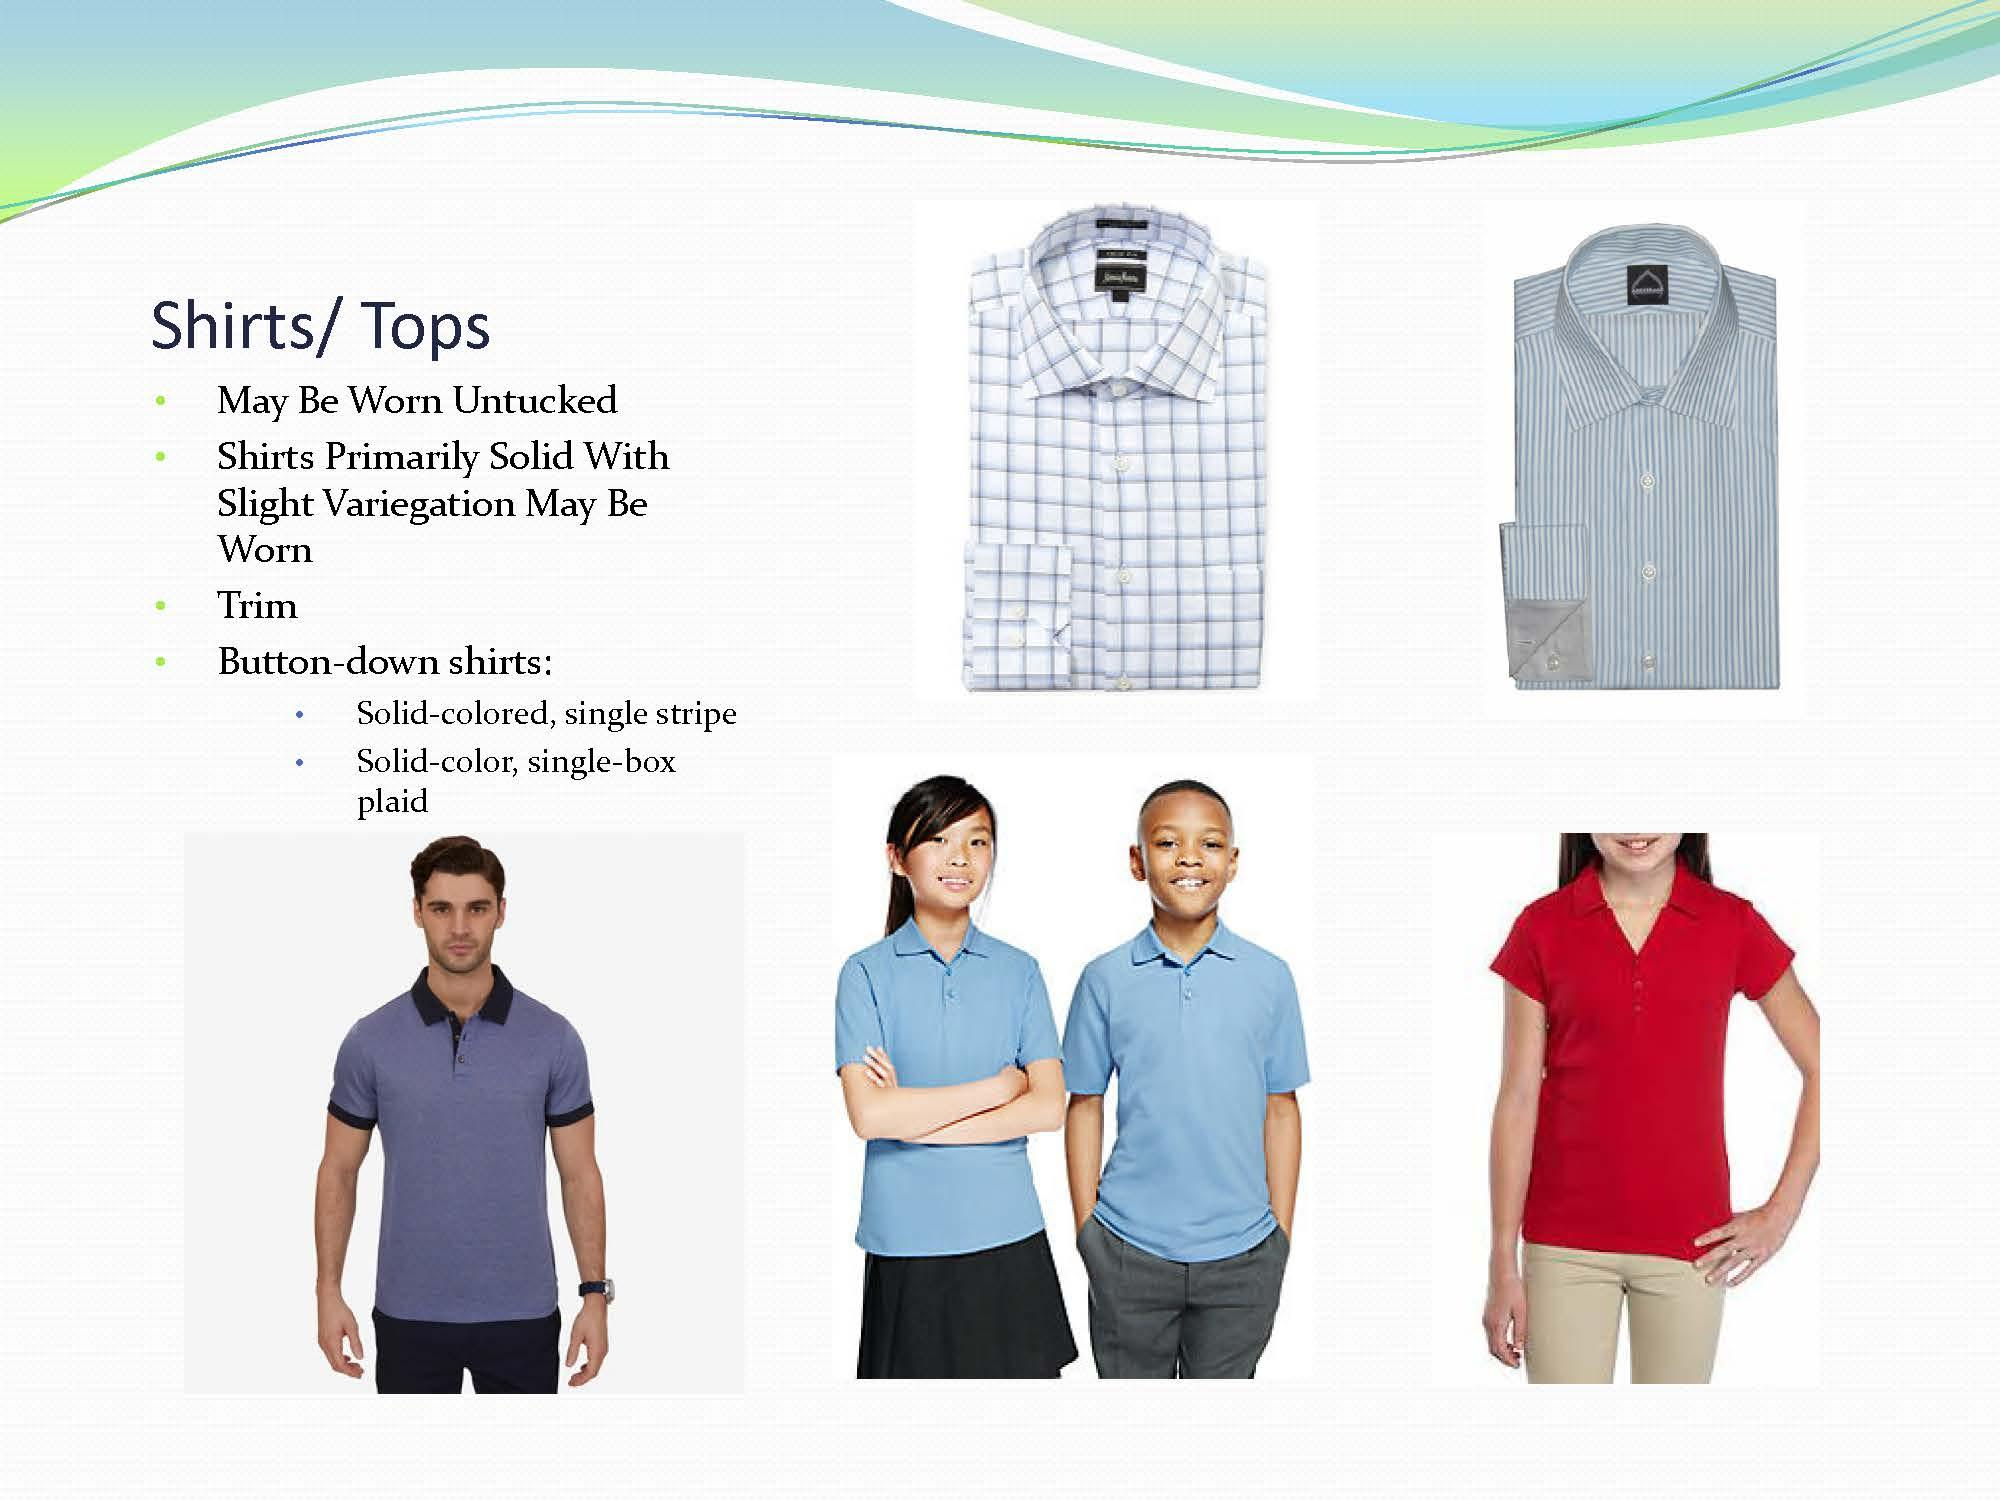 Shirts/ Tops
• May Be Worn Untucked
• Shirts Primarily Solid With
Slight Variegation May Be
Worn
• Trim
• Button-down shirts:
• Solid-colored, single stripe
• Solid-color, single-box
plaid